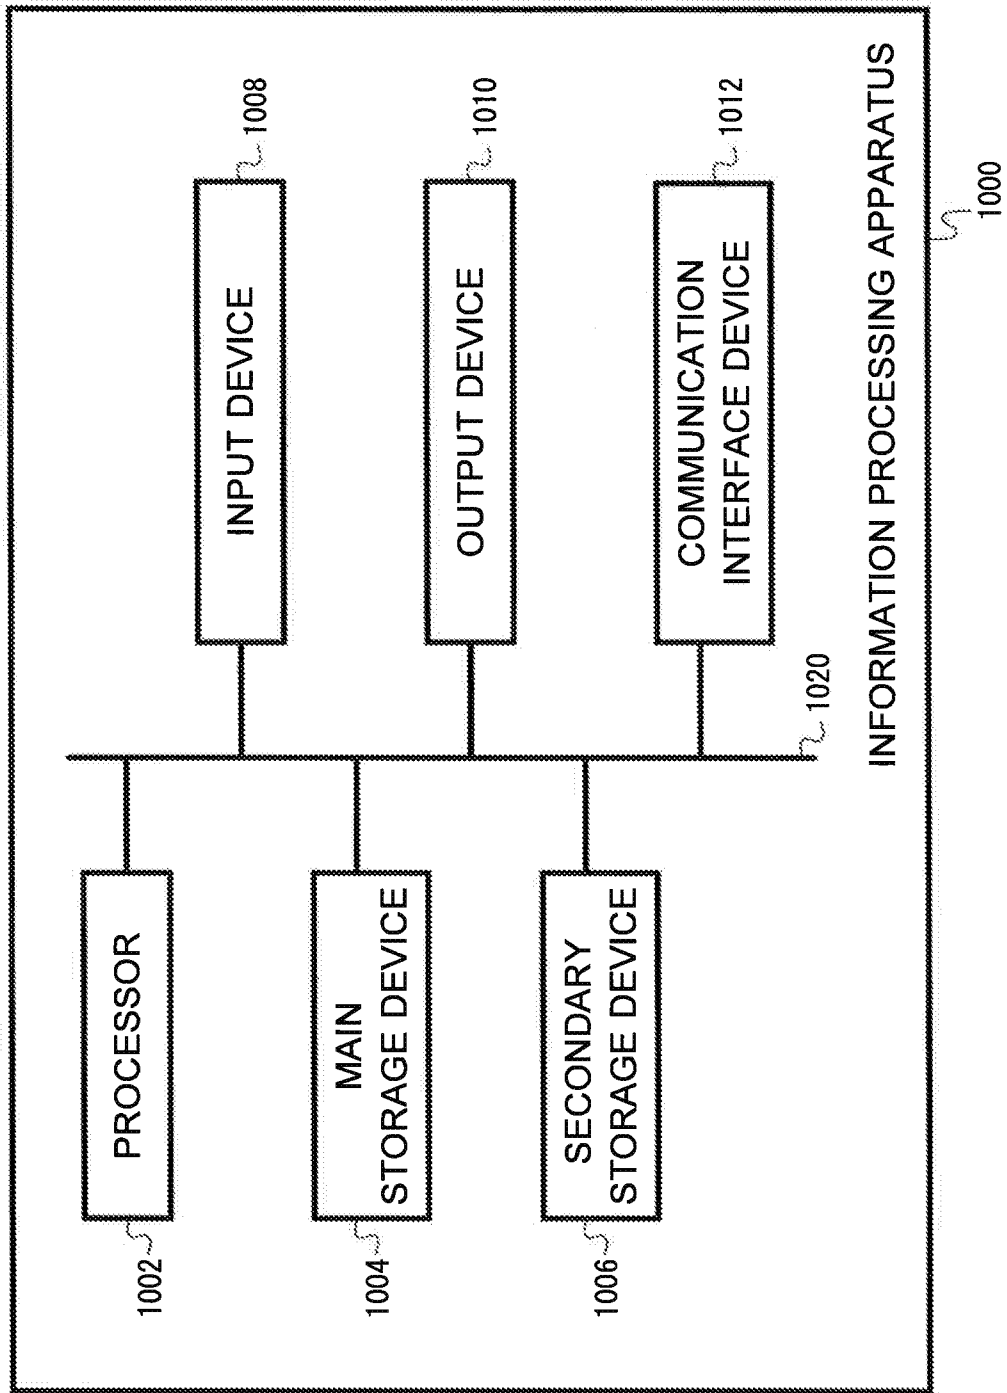 1002
PROCESSOR
1004
MAIN
STORAGE DEVICE
1006
SECONDARY
STORAGE DEVICE
INPUT DEVICE
1008
OUTPUT DEVICE
1010
COMMUNICATION
INTERFACE DEVICE
1012
1020
INFORMATION PROCESSING APPARATUS
1000